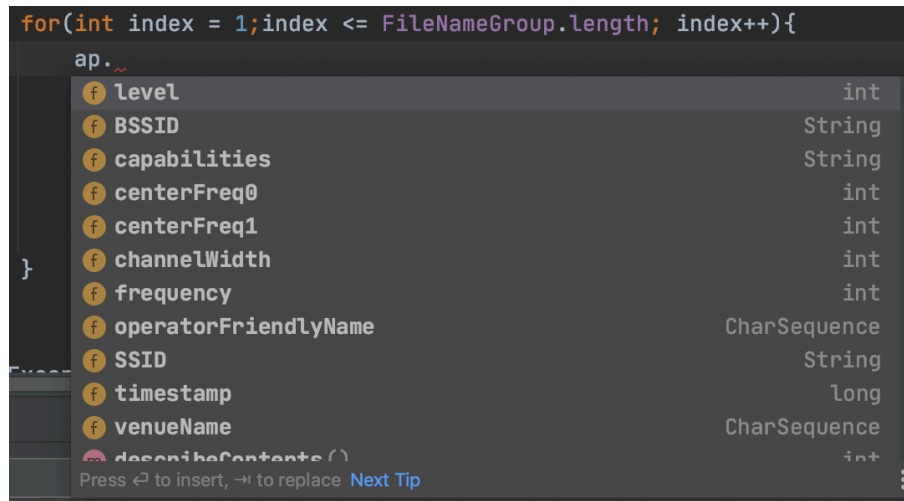 for(int index = 1;index <= FileNameGroup.length; index++){
ap.
f level int
f BSSID String
f capabilities String
f centerFreq0 int
f centerFreq1 int
f channelWidth int
f frequency int
f operatorFriendlyName CharSequence
f SSID String
f timestamp long
f venueName CharSequence
m describeContents() int
}
Press ↵ to insert, ⇥ to replace Next Tip